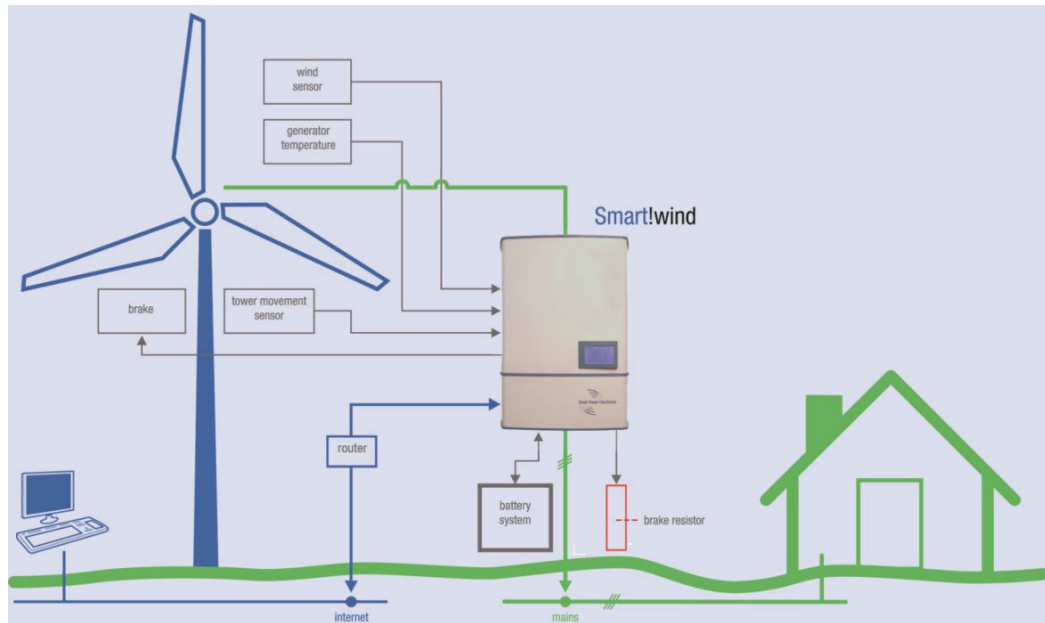 wind
sensor
generator
temperature
Smart!wind
brake
tower movement
sensor
router
battery
system
brake resistor
internet
mains